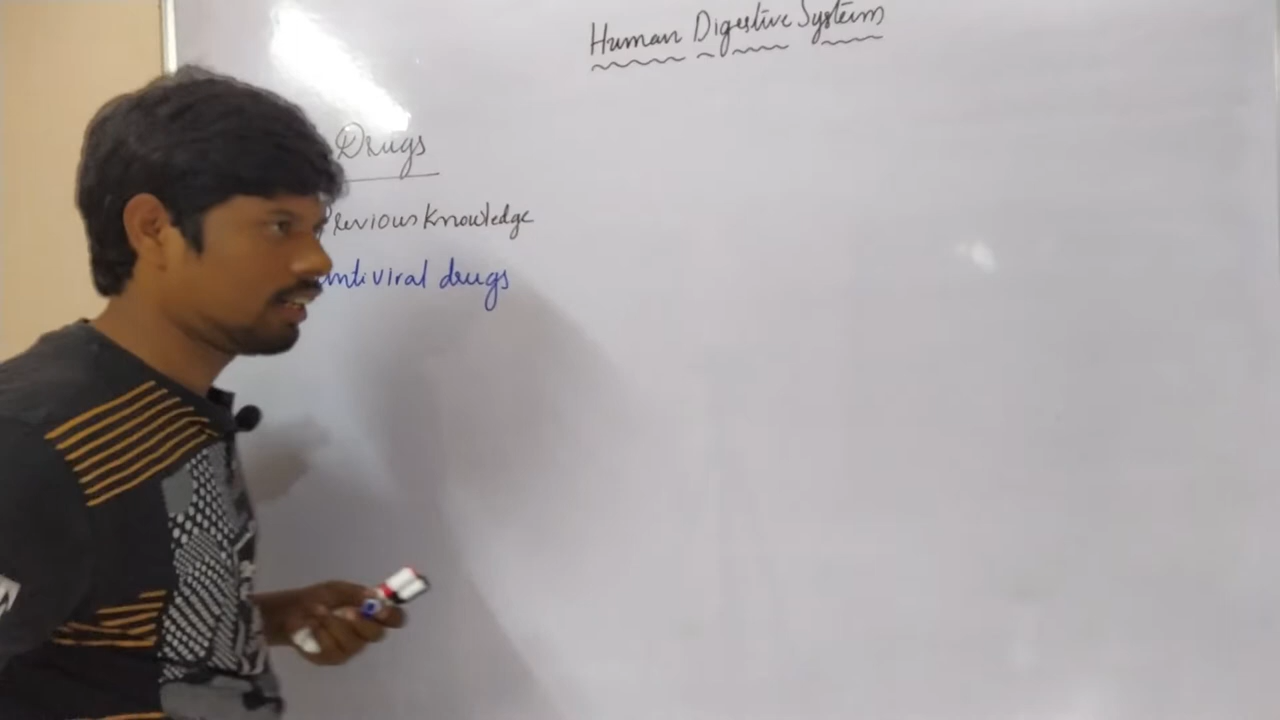 Human Digestive System
Drugs
Previous Knowledge
antiviral drugs